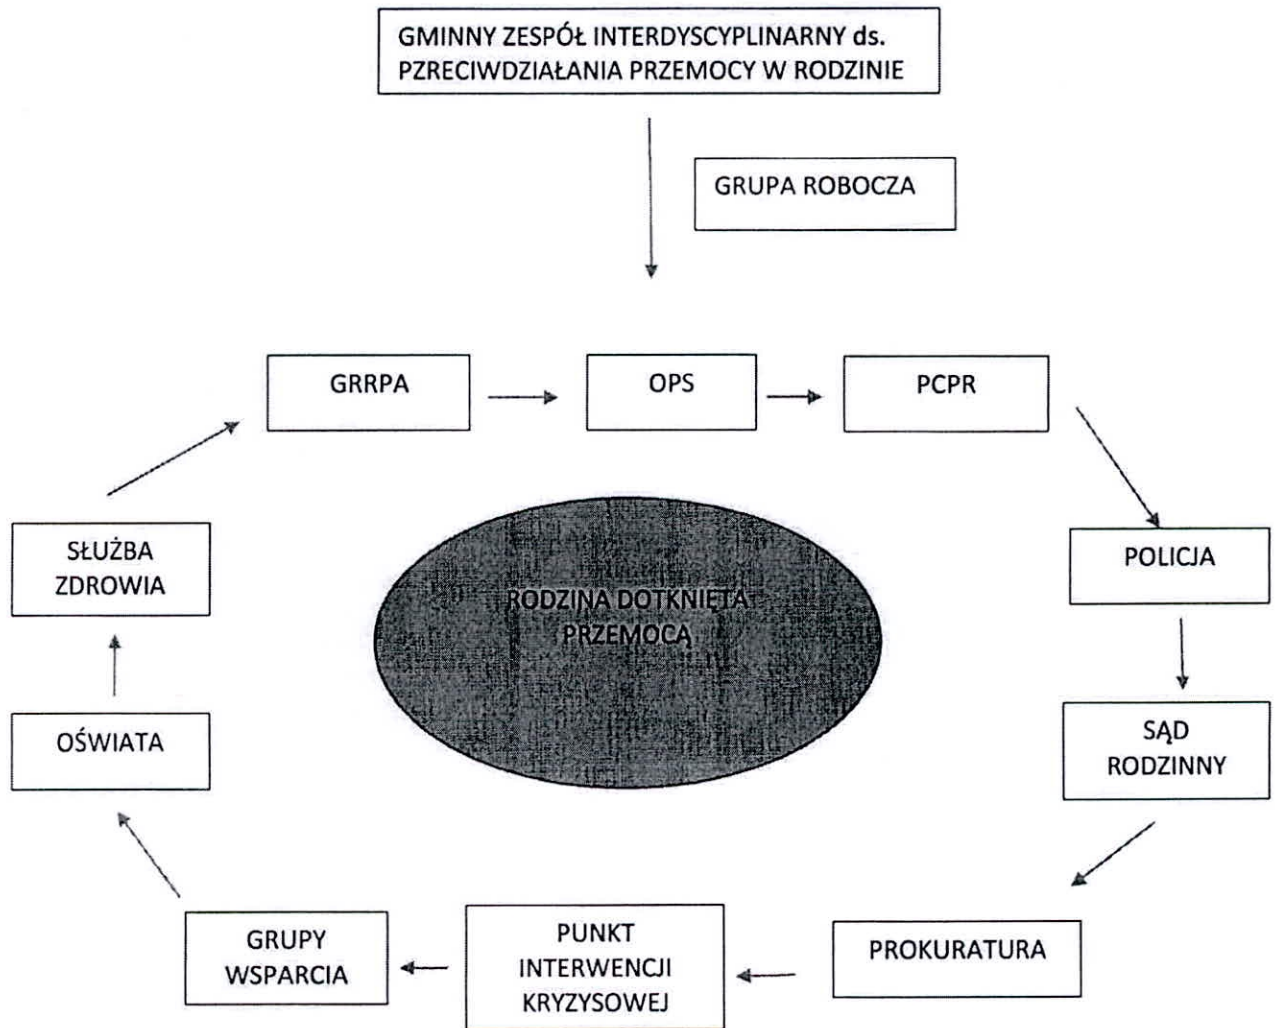 GMINNY ZESPÓŁ INTERDYSCYPLINARNY ds.
PZRECIWDZIAŁANIA PRZEMOCY W RODZINIE
GRUPA ROBOCZA
GRRPA
OPS
PCPR
SŁUŻBA
ZDROWIA
RODZINA DOTKNIĘTA
PRZEMOCĄ
POLICJA
OŚWIATA
SĄD
RODZINNY
GRUPY
WSPARCIA
PUNKT
INTERWENCJI
KRYZYSOWEJ
PROKURATURA